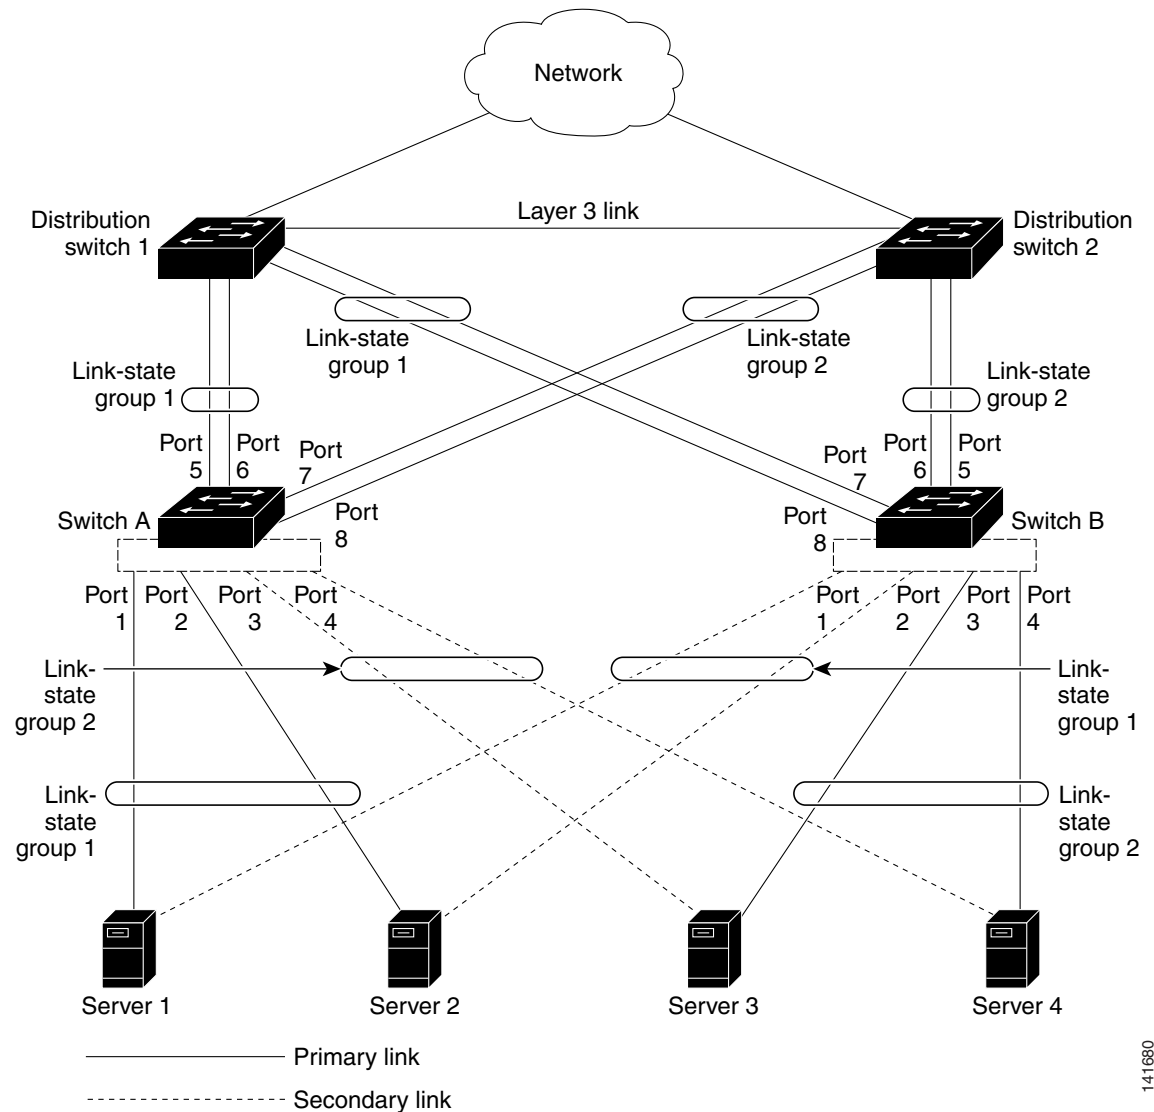 Network
Layer 3 link
Distribution
switch 1
Distribution
switch 2
Link-state
group 1
Link-state
group 2
Link-state
group 1
Link-state
group 2
Port
5
Port
6
Port
7
Port
8
Port
7
Port
6
Port
5
Port
8
Switch A
Switch B
Port
1
Port
2
Port
3
Port
4
Port
1
Port
2
Port
3
Port
4
Link-
state
group 2
Link-
state
group 1
Link-
state
group 1
Link-
state
group 2
Server 1
Server 2
Server 3
Server 4
Primary link
Secondary link
141680